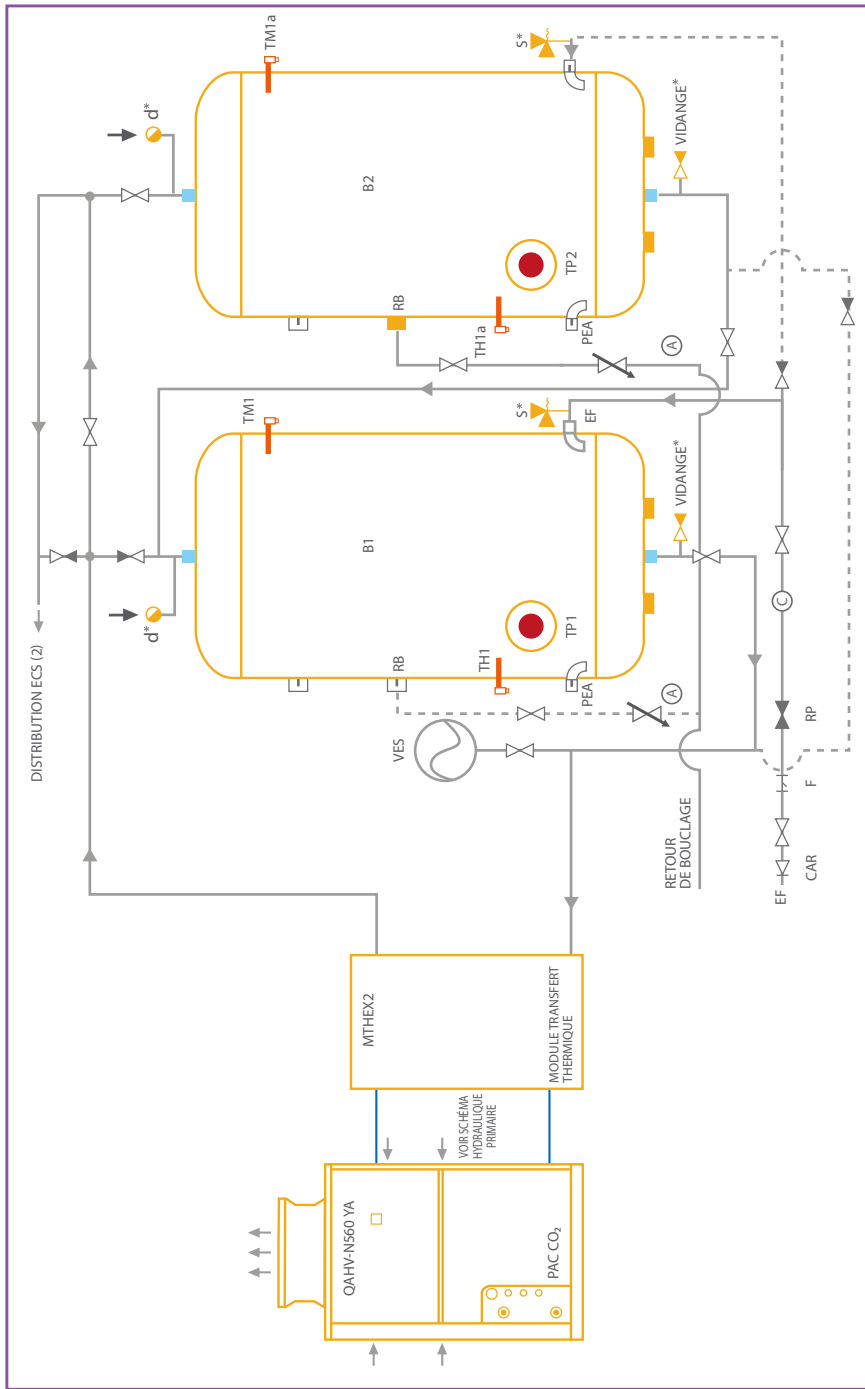 DISTRIBUTION ECS (2)
d*
d*
TM1
TM1a
QAHV-N560 YA
PAC CO₂
VOIR SCHÉMA
HYDRAULIQUE
PRIMAIRE
MTHEX2
MODULE TRANSFERT
THERMIQUE
VES
RB
TH1
PEA
B1
TP1
S*
EF
VIDANGE*
A
RB
TH1a
PEA
B2
TP2
S*
VIDANGE*
A
RETOUR
DE BOUCLAGE
EF
CAR
F
RP
C